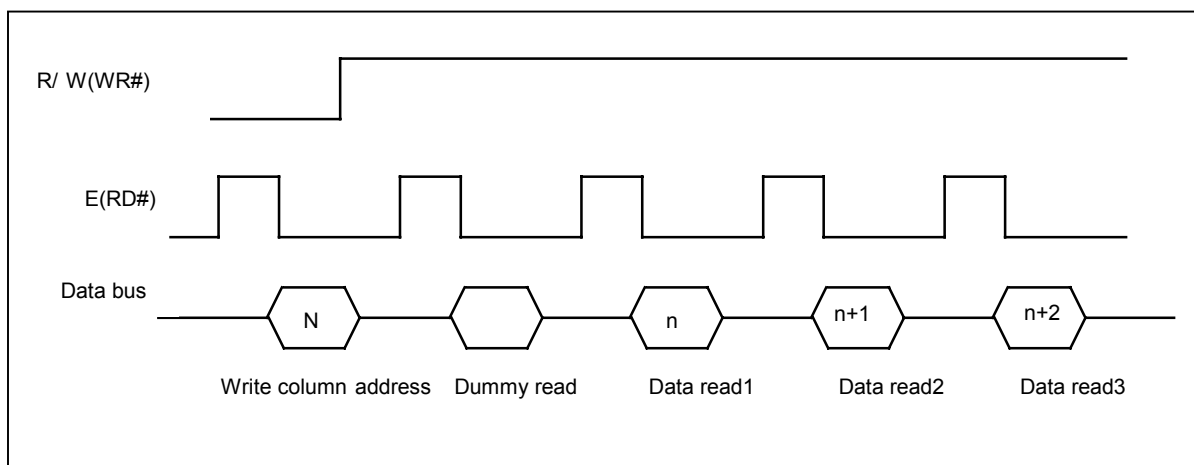 R/ W(WR#)
E(RD#)
Data bus
N n n+1 n+2
Write column address Dummy read Data read1 Data read2 Data read3